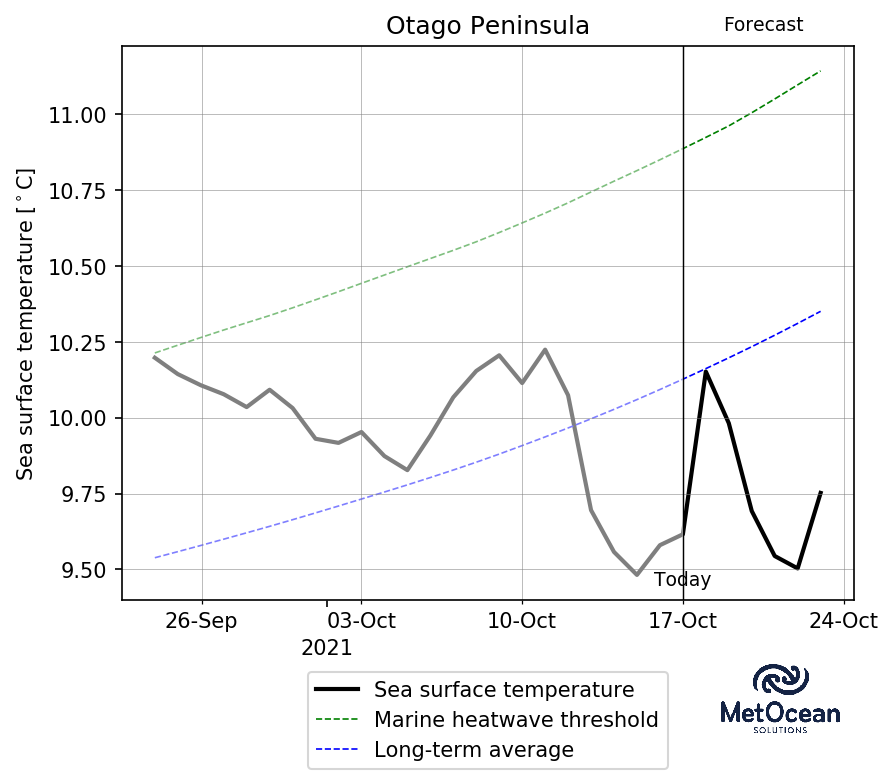 Otago Peninsula
Forecast
Sea surface temperature [°C]
11.00
10.75
10.50
10.25
10.00
9.75
9.50
Today
26-Sep
03-Oct
10-Oct
17-Oct
24-Oct
2021
Sea surface temperature
Marine heatwave threshold
Long-term average
MetOcean
SOLUTIONS